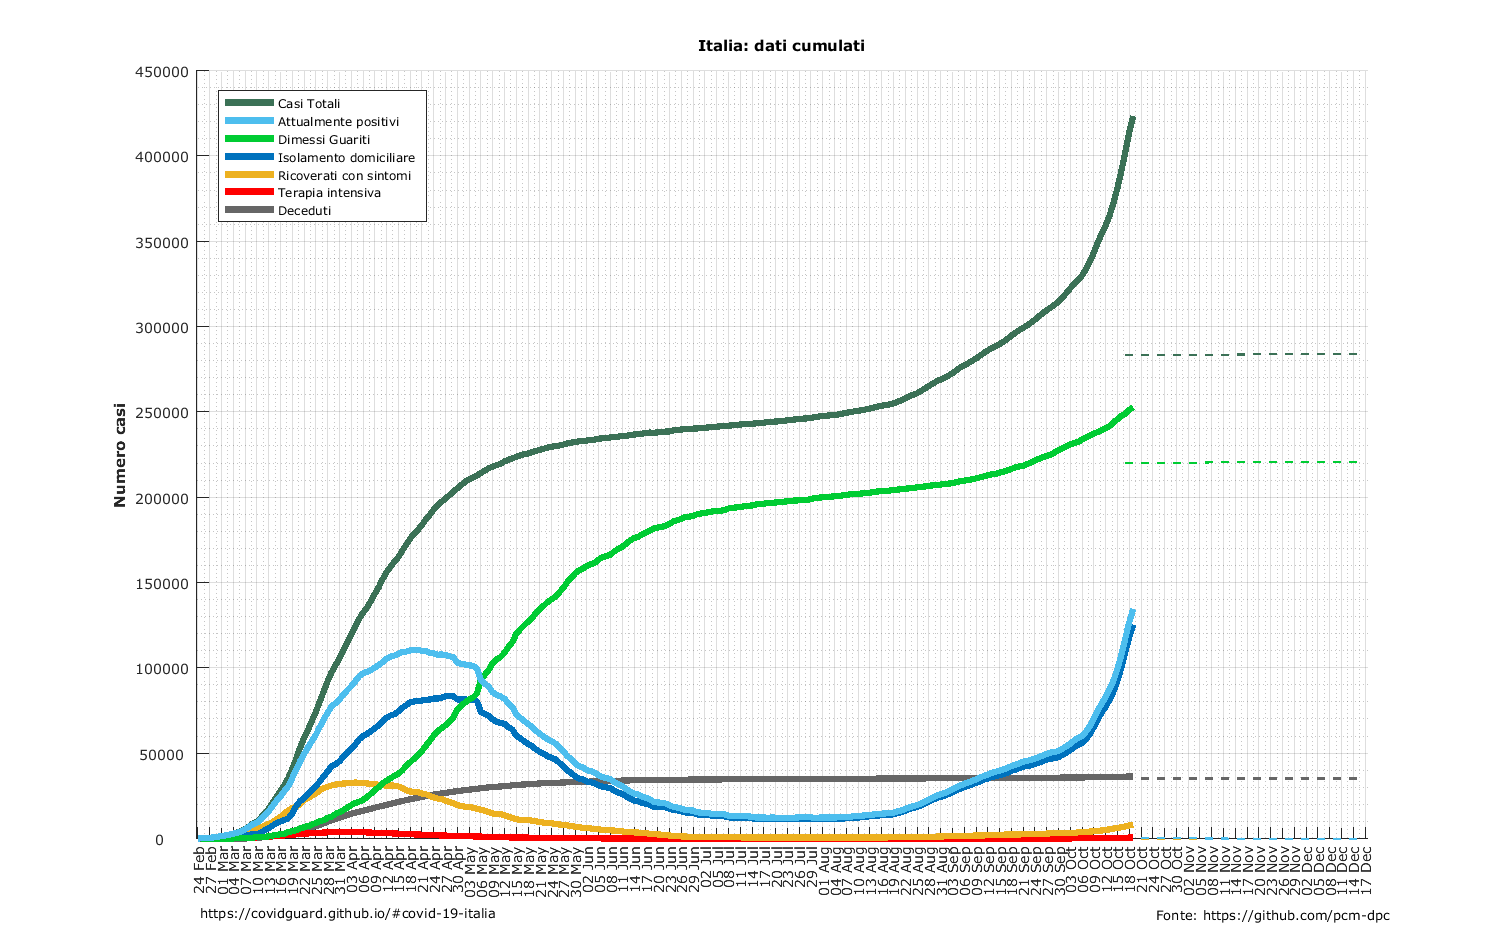 Italia: dati cumulati
450000
400000
350000
300000
250000
200000
150000
100000
50000
0
Numero casi
Casi Totali
Attualmente positivi
Dimessi Guariti
Isolamento domiciliare
Ricoverati con sintomi
Terapia intensiva
Deceduti
24 Feb
27 Feb
01 Mar
04 Mar
07 Mar
10 Mar
13 Mar
16 Mar
19 Mar
22 Mar
25 Mar
28 Mar
31 Mar
03 Apr
06 Apr
09 Apr
12 Apr
15 Apr
18 Apr
21 Apr
24 Apr
27 Apr
30 Apr
03 May
06 May
09 May
12 May
15 May
18 May
21 May
24 May
27 May
30 May
02 Jun
05 Jun
08 Jun
11 Jun
14 Jun
17 Jun
20 Jun
23 Jun
26 Jun
29 Jun
02 Jul
05 Jul
08 Jul
11 Jul
14 Jul
17 Jul
20 Jul
23 Jul
26 Jul
29 Jul
01 Aug
04 Aug
07 Aug
10 Aug
13 Aug
16 Aug
19 Aug
22 Aug
25 Aug
28 Aug
31 Aug
03 Sep
06 Sep
09 Sep
12 Sep
15 Sep
18 Sep
21 Sep
24 Sep
27 Sep
30 Sep
03 Oct
06 Oct
09 Oct
12 Oct
15 Oct
18 Oct
21 Oct
24 Oct
27 Oct
30 Oct
02 Nov
05 Nov
08 Nov
11 Nov
14 Nov
17 Nov
20 Nov
23 Nov
26 Nov
29 Nov
02 Dec
05 Dec
08 Dec
11 Dec
14 Dec
17 Dec
https://covidguard.github.io/#covid-19-italia
Fonte: https://github.com/pcm-dpc